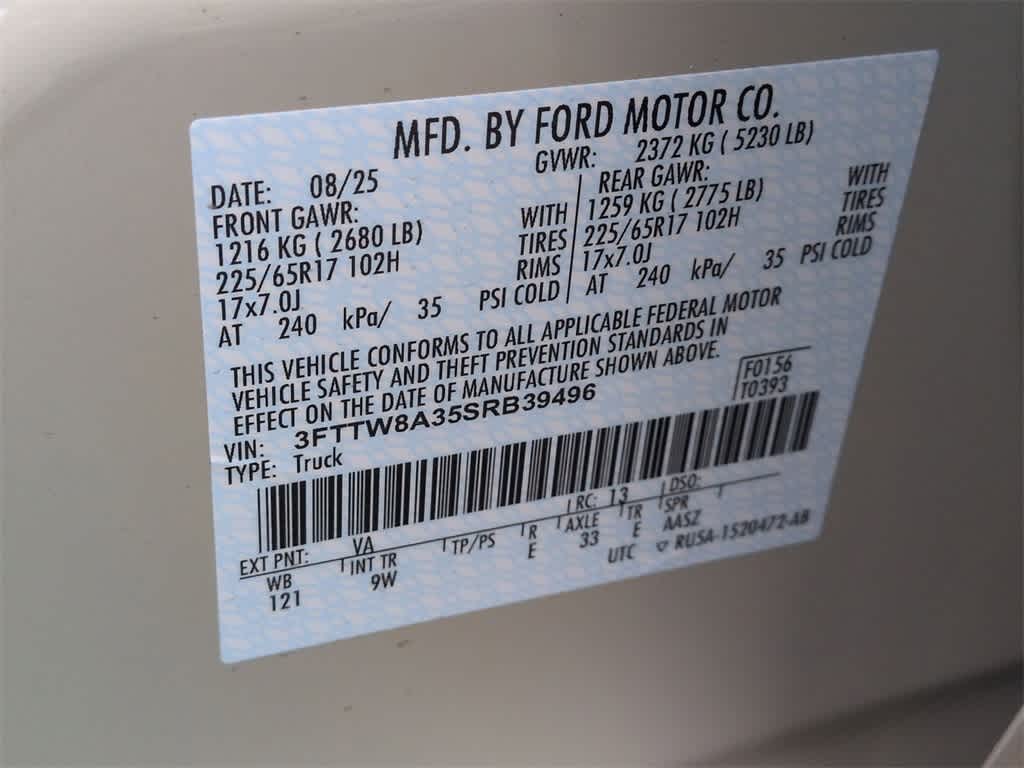 MFD. BY FORD MOTOR CO.
DATE: 08/25 GVWR: 2372 KG ( 5230 LB)
FRONT GAWR: REAR GAWR:
1216 KG ( 2680 LB) WITH 1259 KG ( 2775 LB) WITH
225/65R17 102H TIRES 225/65R17 102H TIRES
17x7.0J RIMS 17x7.0J RIMS
AT 240 kPa/ 35 PSI COLD AT 240 kPa/ 35 PSI COLD
THIS VEHICLE CONFORMS TO ALL APPLICABLE FEDERAL MOTOR
VEHICLE SAFETY AND THEFT PREVENTION STANDARDS IN
EFFECT ON THE DATE OF MANUFACTURE SHOWN ABOVE.
F0156
T0393
VIN: 3FTTW8A35SRB39496
TYPE: Truck
EXT PNT: VA RC: 13 DSO:
WB INT TR TP/PS R AXLE TR SPR
121 9W E 33 E AASZ
UTC ▽ RUSA-1520472-AB